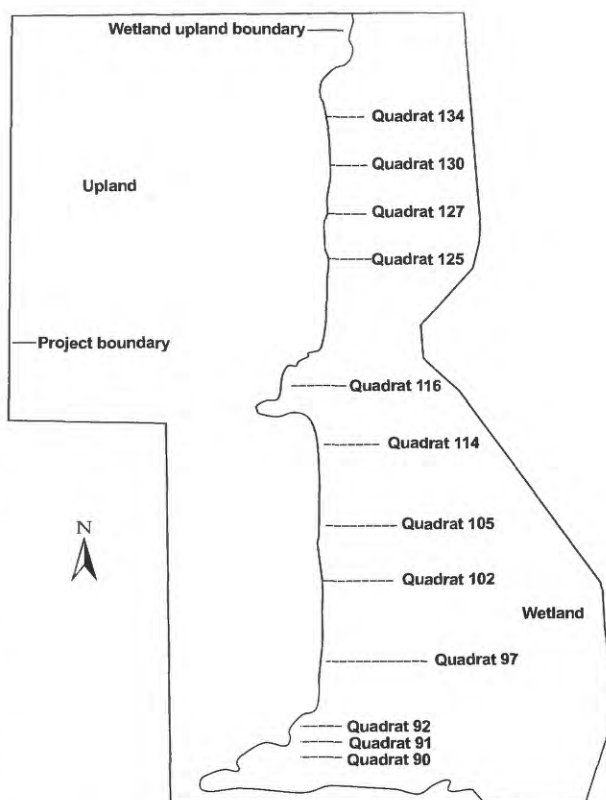 Wetland upland boundary
Quadrat 134
Quadrat 130
Upland
Quadrat 127
Quadrat 125
Project boundary
Quadrat 116
Quadrat 114
N
Quadrat 105
Quadrat 102
Wetland
Quadrat 97
Quadrat 92
Quadrat 91
Quadrat 90